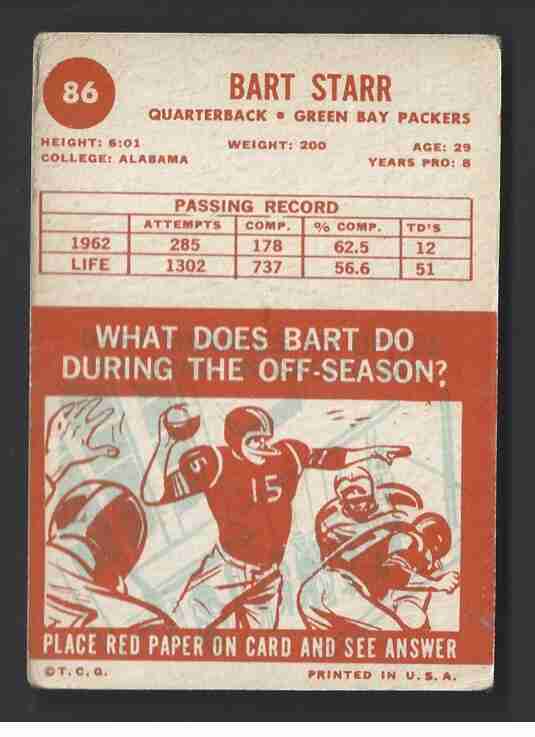 86
BART STARR
QUARTERBACK • GREEN BAY PACKERS
HEIGHT: 6:01 WEIGHT: 200 AGE: 29
COLLEGE: ALABAMA YEARS PRO: 8
PASSING RECORD
ATTEMPTS COMP. % COMP. TD'S
1962 285 178 62.5 12
LIFE 1302 737 56.6 51
WHAT DOES BART DO
DURING THE OFF-SEASON?
5
15
PLACE RED PAPER ON CARD AND SEE ANSWER
©T.C.G. PRINTED IN U.S.A.